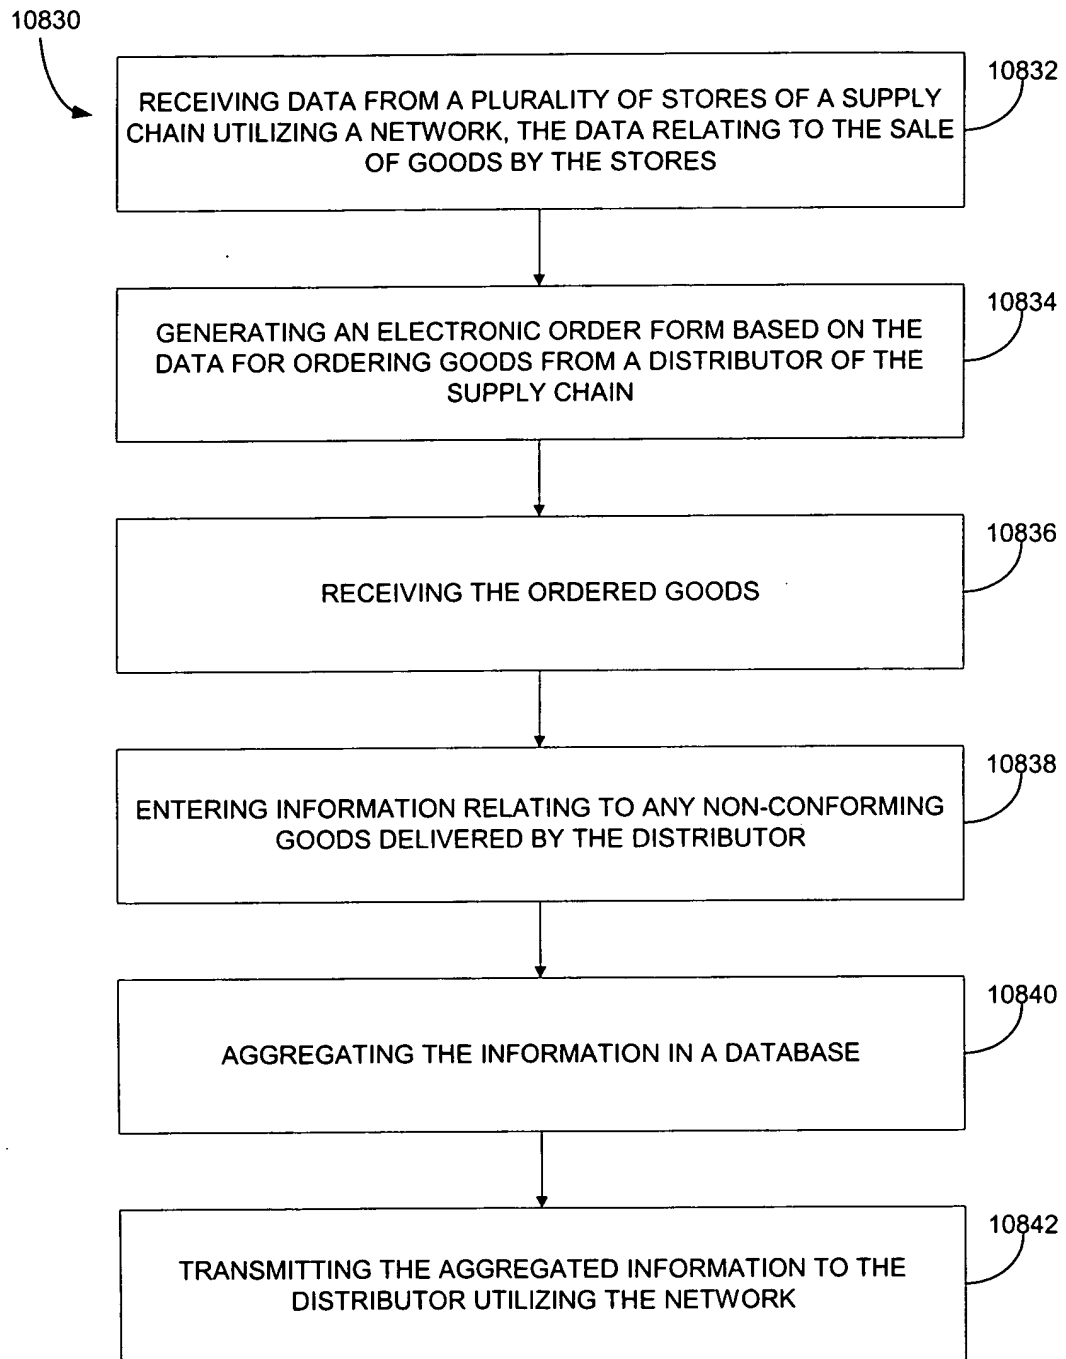 10830
10832
RECEIVING DATA FROM A PLURALITY OF STORES OF A SUPPLY
CHAIN UTILIZING A NETWORK, THE DATA RELATING TO THE SALE
OF GOODS BY THE STORES
10834
GENERATING AN ELECTRONIC ORDER FORM BASED ON THE
DATA FOR ORDERING GOODS FROM A DISTRIBUTOR OF THE
SUPPLY CHAIN
10836
RECEIVING THE ORDERED GOODS
10838
ENTERING INFORMATION RELATING TO ANY NON-CONFORMING
GOODS DELIVERED BY THE DISTRIBUTOR
10840
AGGREGATING THE INFORMATION IN A DATABASE
10842
TRANSMITTING THE AGGREGATED INFORMATION TO THE
DISTRIBUTOR UTILIZING THE NETWORK